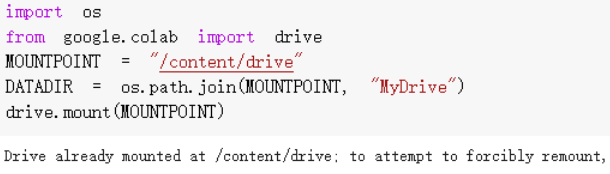 import os
from google.colab import drive
MOUNTPOINT = "/content/drive"
DATADIR = os.path.join(MOUNTPOINT, "MyDrive")
drive.mount(MOUNTPOINT)
Drive already mounted at /content/drive; to attempt to forcibly remount,